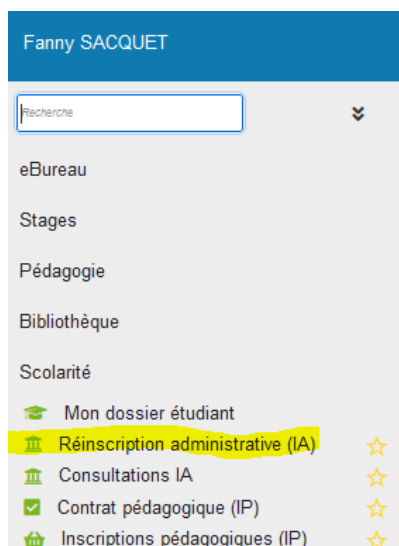 Fanny SACQUET
Recherche
eBureau
Stages
Pédagogie
Bibliothèque
Scolarité
Mon dossier étudiant
Réinscription administrative (IA)
Consultations IA
Contrat pédagogique (IP)
Inscriptions pédagogiques (IP)